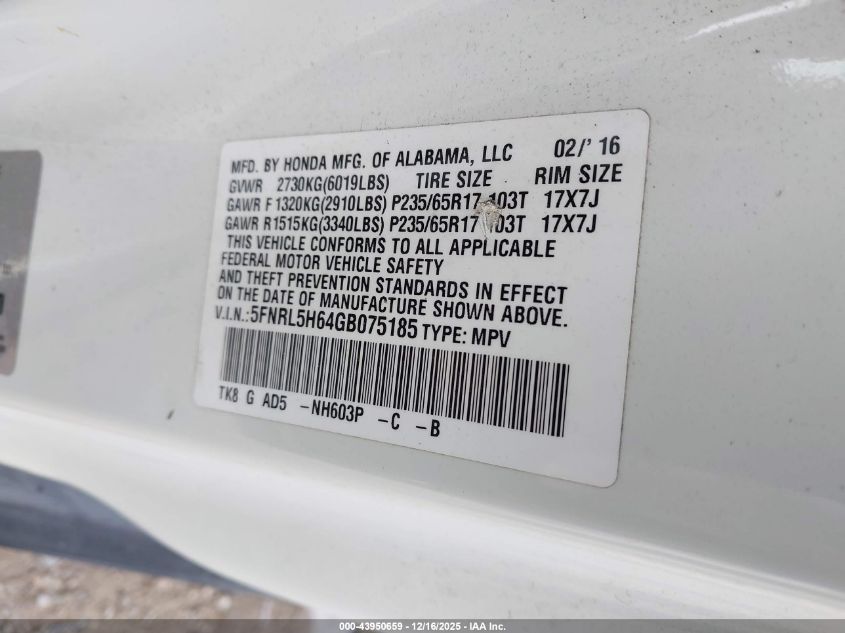 MFD. BY HONDA MFG. OF ALABAMA, LLC 02/' 16
GVWR 2730KG(6019LBS) TIRE SIZE RIM SIZE
GAWR F1320KG(2910LBS) P235/65R17 103T 17X7J
GAWR R1515KG(3340LBS) P235/65R17 103T 17X7J
THIS VEHICLE CONFORMS TO ALL APPLICABLE
FEDERAL MOTOR VEHICLE SAFETY
AND THEFT PREVENTION STANDARDS IN EFFECT
ON THE DATE OF MANUFACTURE SHOWN ABOVE.
V.I.N.:5FNRL5H64GB075185 TYPE: MPV
TK8 G AD5 -NH603P -C -B
000-43950659 - 12/16/2025 - IAA Inc.